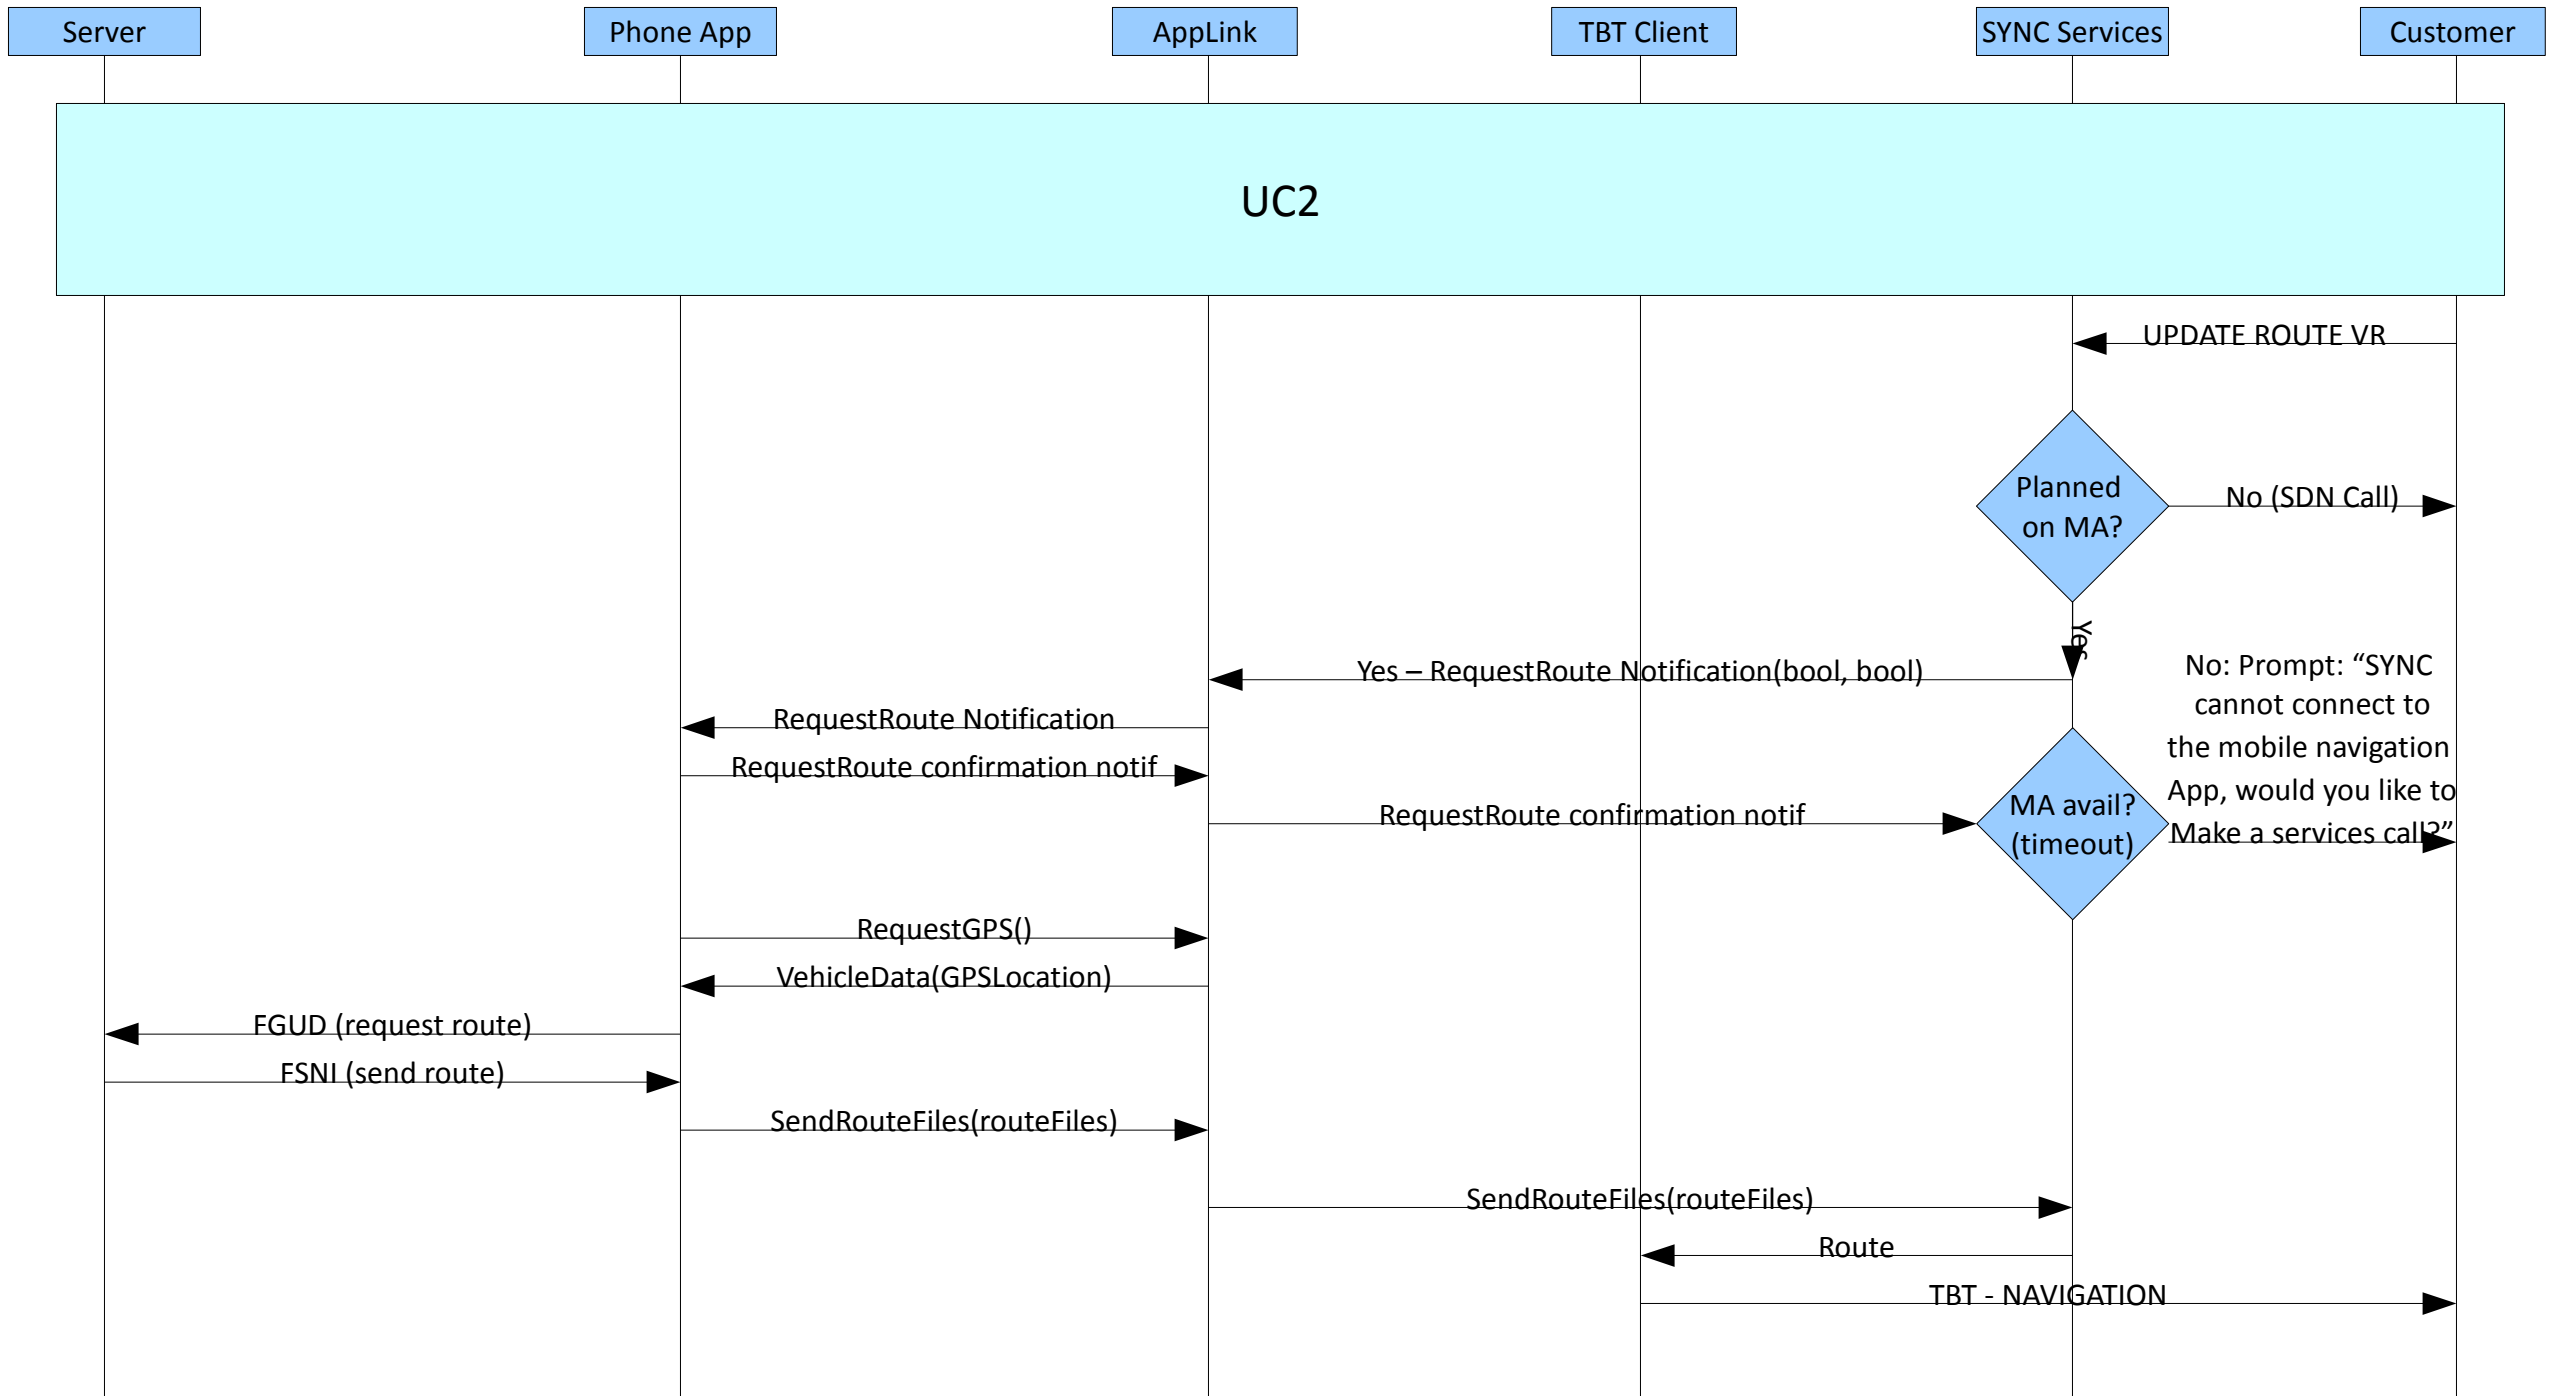 Server
Phone App
AppLink
TBT Client
SYNC Services
Customer
UC2
UPDATE ROUTE VR
Planned
on MA?
No (SDN Call)
Yes
Yes – RequestRoute Notification(bool, bool)
No: Prompt: “SYNC
cannot connect to
the mobile navigation
App, would you like to
Make a services call?”
RequestRoute Notification
RequestRoute confirmation notif
RequestRoute confirmation notif
MA avail?
(timeout)
RequestGPS()
VehicleData(GPSLocation)
FGUD (request route)
FSNI (send route)
SendRouteFiles(routeFiles)
SendRouteFiles(routeFiles)
Route
TBT - NAVIGATION